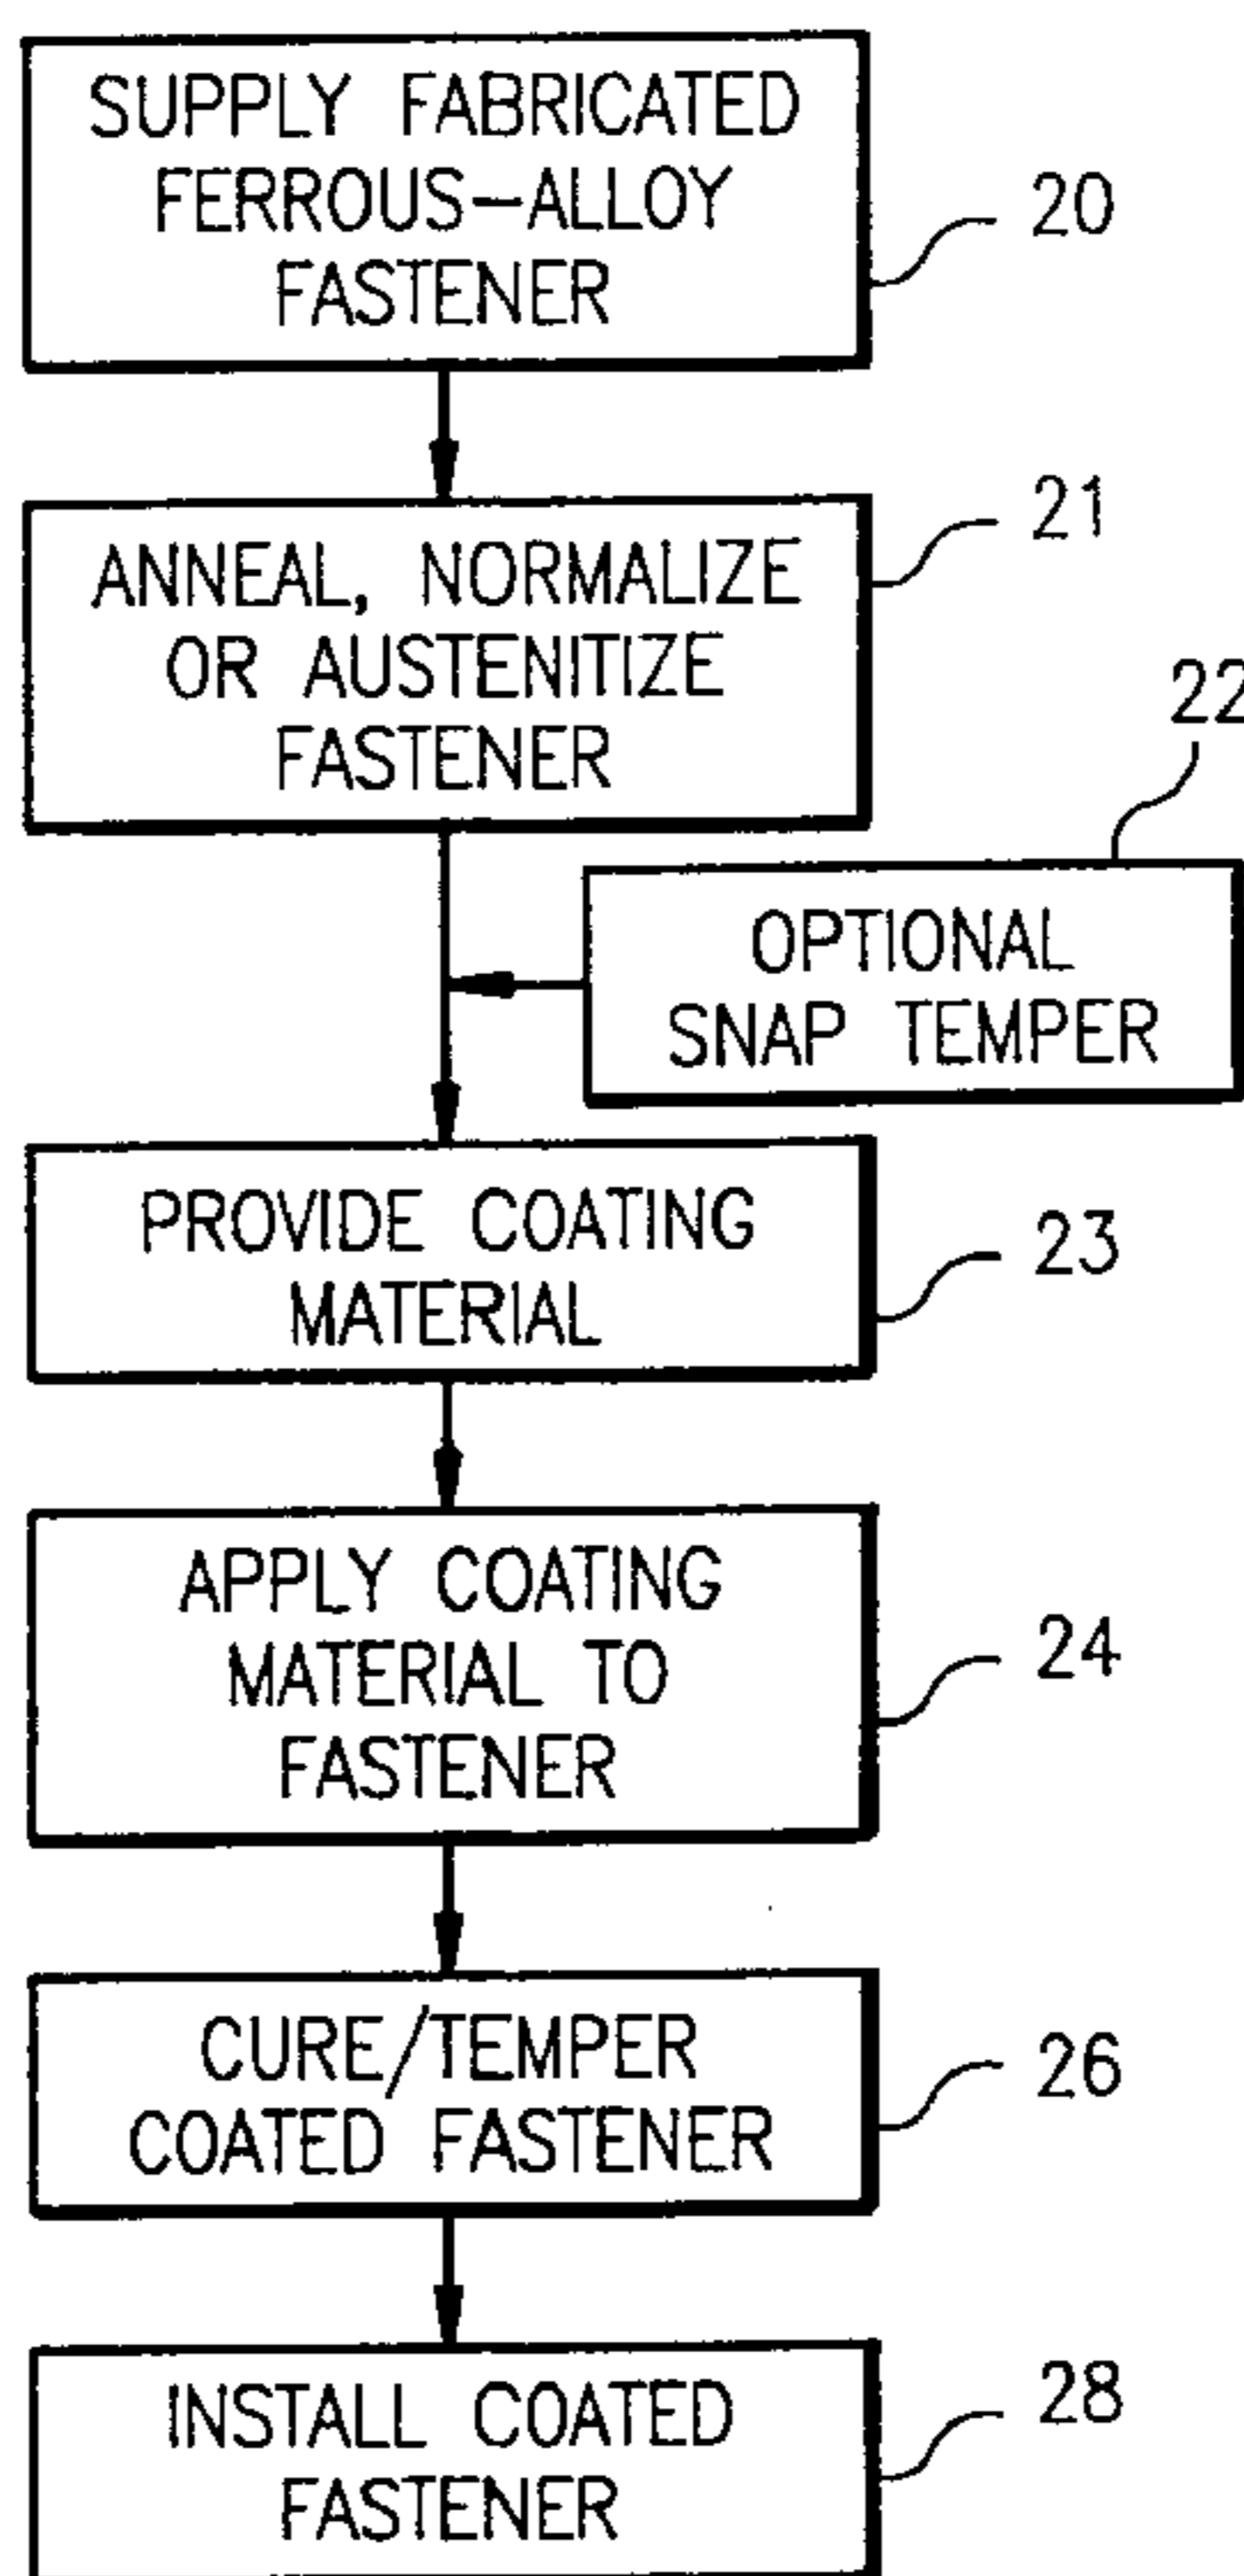 SUPPLY FABRICATED
FERROUS-ALLOY
FASTENER
20
ANNEAL, NORMALIZE
OR AUSTENITIZE
FASTENER
21
22
OPTIONAL
SNAP TEMPER
PROVIDE COATING
MATERIAL
23
APPLY COATING
MATERIAL TO
FASTENER
24
CURE/TEMPER
COATED FASTENER
26
INSTALL COATED
FASTENER
28